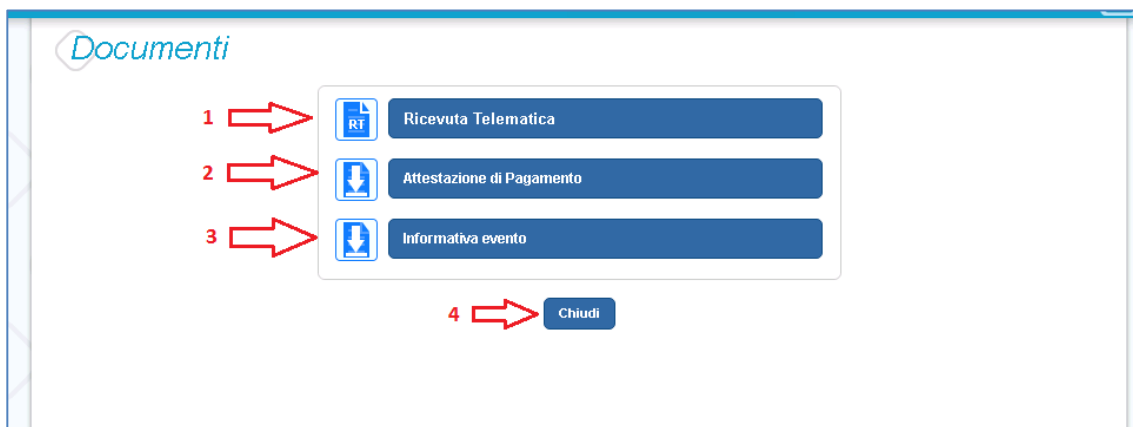 Documenti
1 RT Ricevuta Telematica
2 Attestazione di Pagamento
3 Informativa evento
4 Chiudi